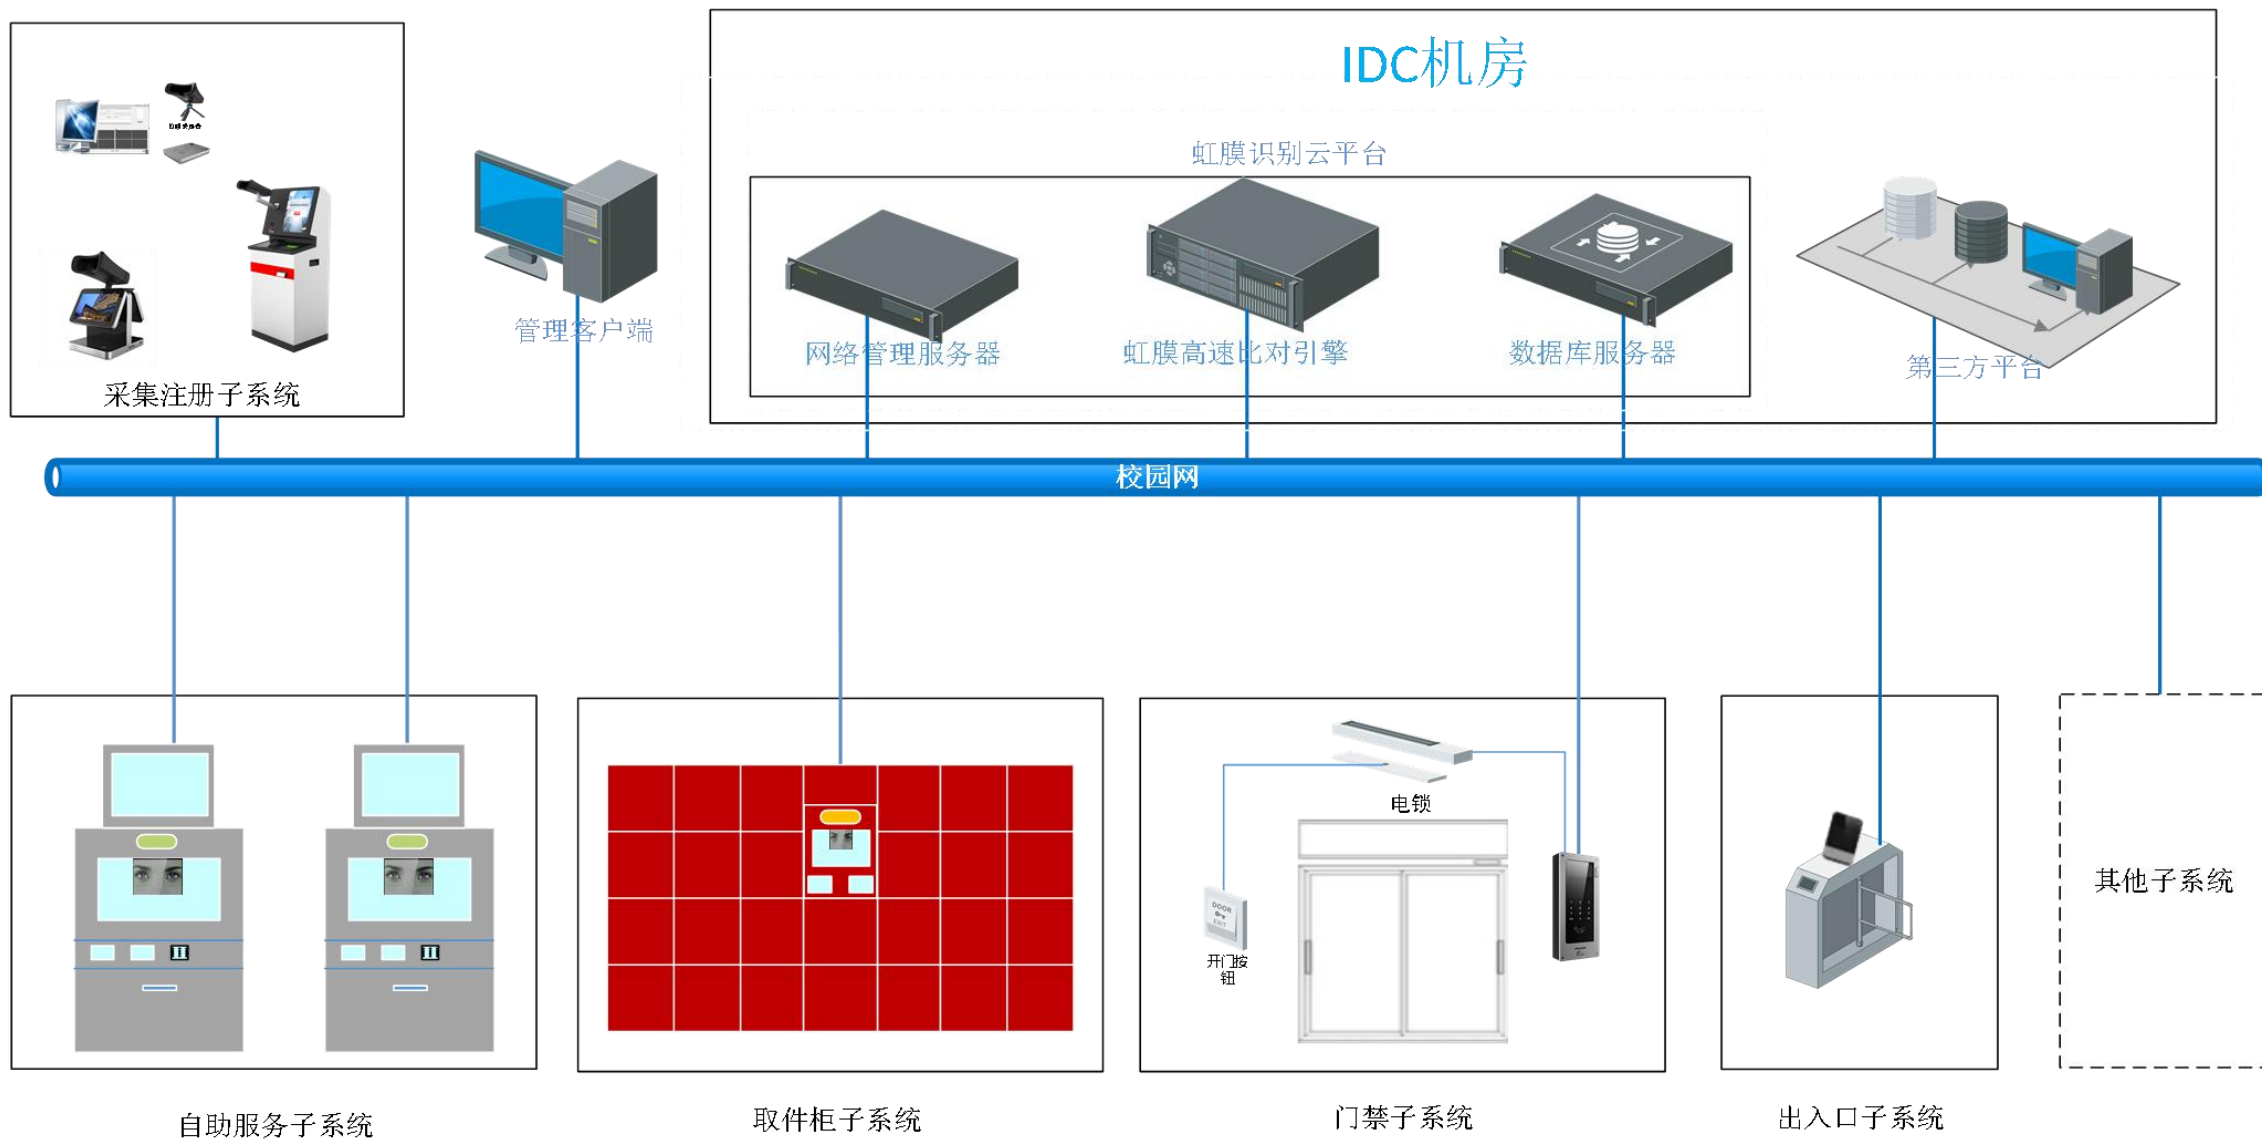 IDC机房
虹膜识别云平台
采集注册子系统
管理客户端
网络管理服务器
虹膜高速比对引擎
数据库服务器
第三方平台
校园网
电锁
DOOR
EXIT
开门按
钮
其他子系统
自助服务子系统
取件柜子系统
门禁子系统
出入口子系统